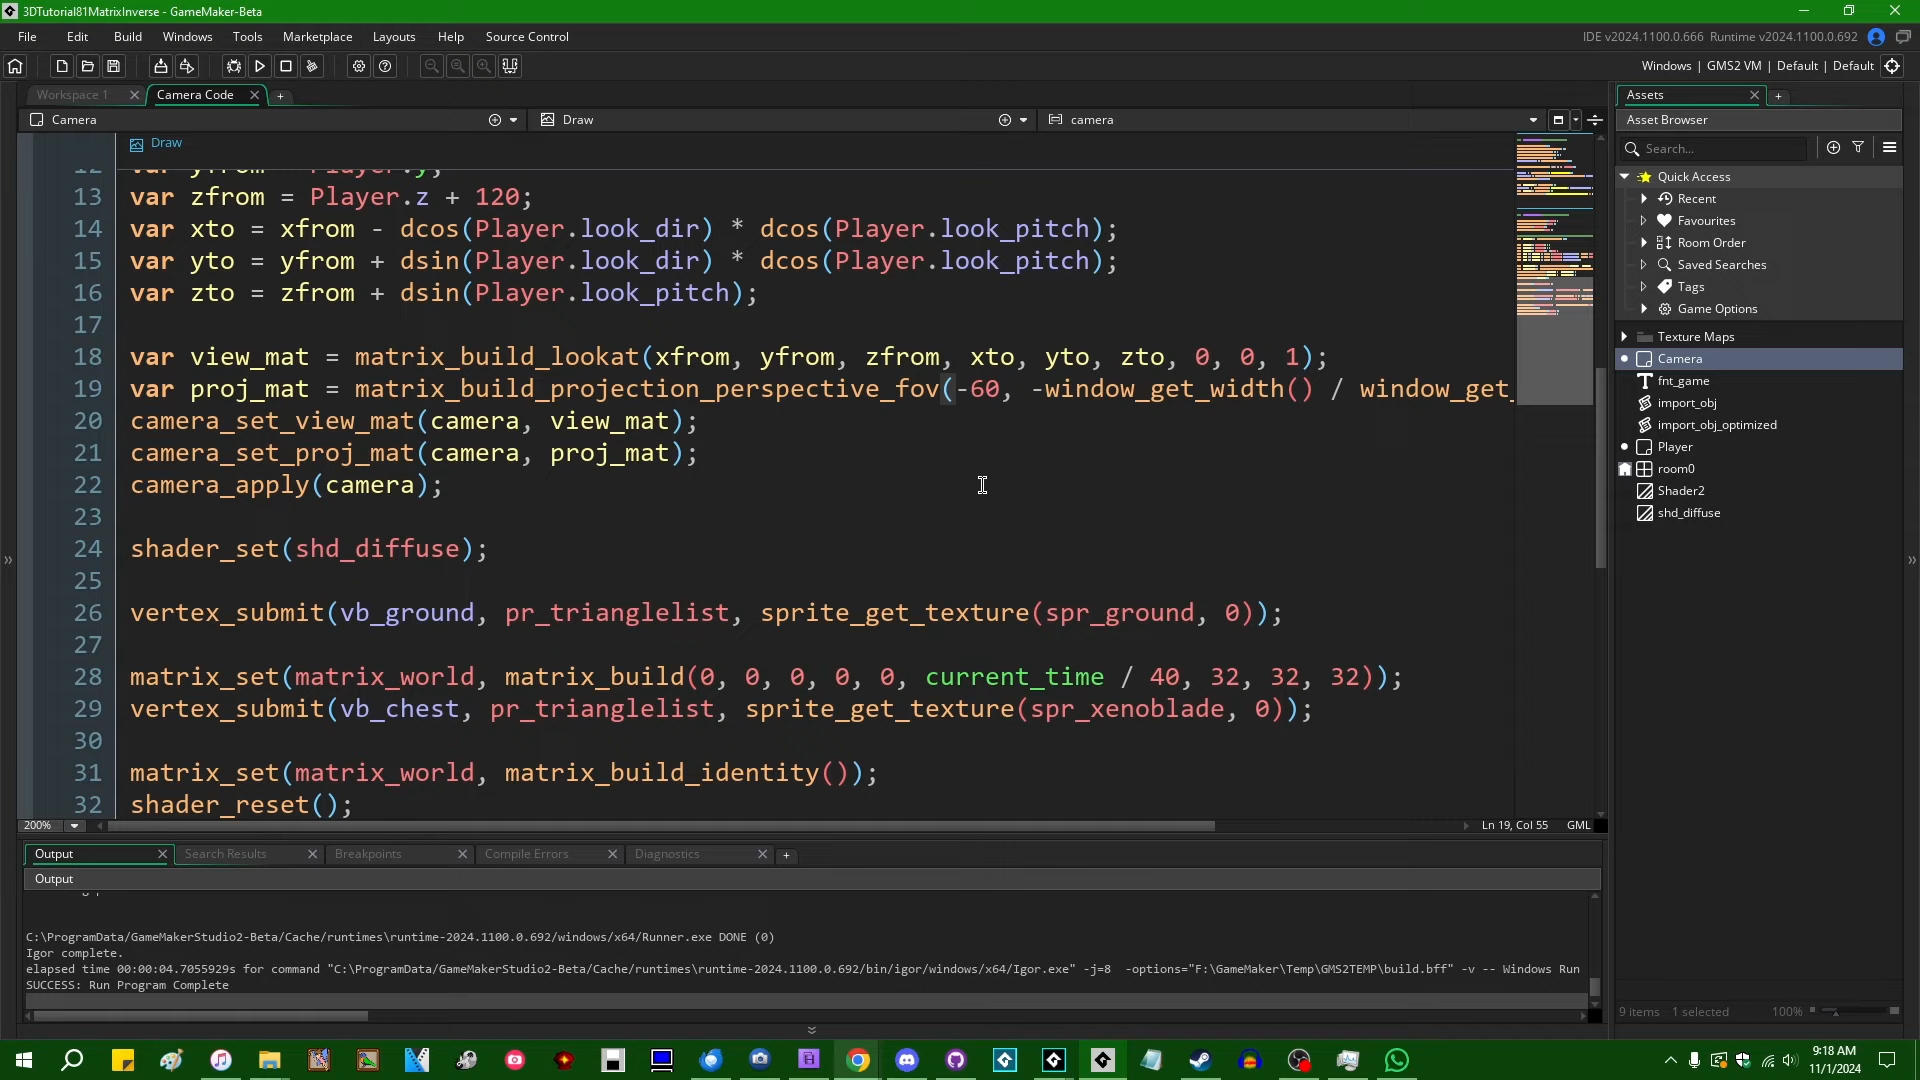 3DTutorial81MatrixInverse - GameMaker-Beta
File Edit Build Windows Tools Marketplace Layouts Help Source Control
IDE v2024.1100.0.666 Runtime v2024.1100.0.692
Windows | GMS2 VM | Default | Default
Workspace 1
Camera Code
Camera
Draw
camera
Draw
12 var yfrom = Player.y;
13 var zfrom = Player.z + 120;
14 var xto = xfrom - dcos(Player.look_dir) * dcos(Player.look_pitch);
15 var yto = yfrom + dsin(Player.look_dir) * dcos(Player.look_pitch);
16 var zto = zfrom + dsin(Player.look_pitch);
17
18 var view_mat = matrix_build_lookat(xfrom, yfrom, zfrom, xto, yto, zto, 0, 0, 1);
19 var proj_mat = matrix_build_projection_perspective_fov(-60, -window_get_width() / window_get_
20 camera_set_view_mat(camera, view_mat);
21 camera_set_proj_mat(camera, proj_mat);
22 camera_apply(camera);
23
24 shader_set(shd_diffuse);
25
26 vertex_submit(vb_ground, pr_trianglelist, sprite_get_texture(spr_ground, 0));
27
28 matrix_set(matrix_world, matrix_build(0, 0, 0, 0, 0, current_time / 40, 32, 32, 32));
29 vertex_submit(vb_chest, pr_trianglelist, sprite_get_texture(spr_xenoblade, 0));
30
31 matrix_set(matrix_world, matrix_build_identity());
32 shader_reset();
200%
Ln 19, Col 55 GML
Output
Search Results
Breakpoints
Compile Errors
Diagnostics
Output
C:\ProgramData/GameMakerStudio2-Beta/Cache/runtimes\runtime-2024.1100.0.692/windows/x64/Runner.exe DONE (0)
Igor complete.
elapsed time 00:00:04.7055929s for command "C:\ProgramData/GameMakerStudio2-Beta/Cache/runtimes\runtime-2024.1100.0.692/bin/igor/windows/x64/Igor.exe" -j=8 -options="F:\GameMaker\Temp\GMS2TEMP\build.bff" -v -- Windows Run
SUCCESS: Run Program Complete
Assets
Asset Browser
Search...
Quick Access
Recent
Favourites
Room Order
Saved Searches
Tags
Game Options
Texture Maps
Camera
fnt_game
import_obj
import_obj_optimized
Player
room0
Shader2
shd_diffuse
9 items 1 selected 100%
9:18 AM
11/1/2024